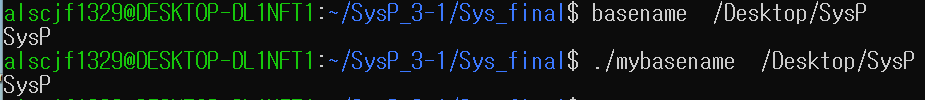 alscjf1329@DESKTOP-DL1NFT1:~/SysP_3-1/Sys_final$ basename  /Desktop/SysP
SysP
alscjf1329@DESKTOP-DL1NFT1:~/SysP_3-1/Sys_final$ ./mybasename  /Desktop/SysP
SysP